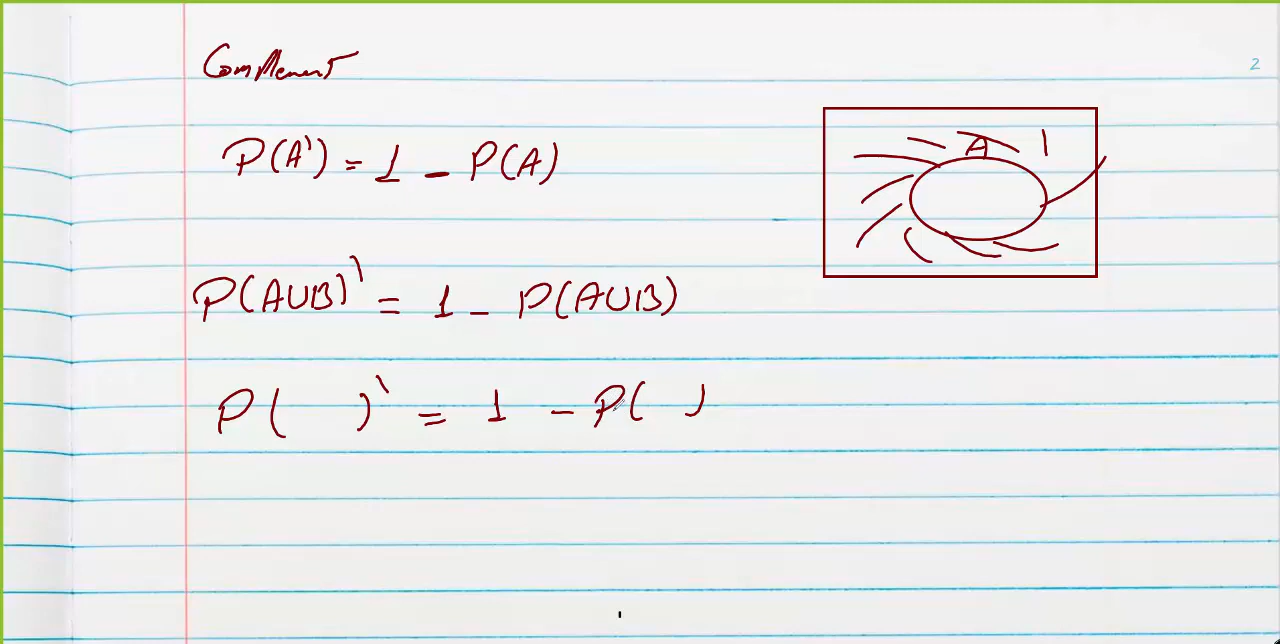 Complement
2
P(A') = 1 - P(A)
A
P(AUB)' = 1 - P(AUB)
P( )' = 1 - P( )